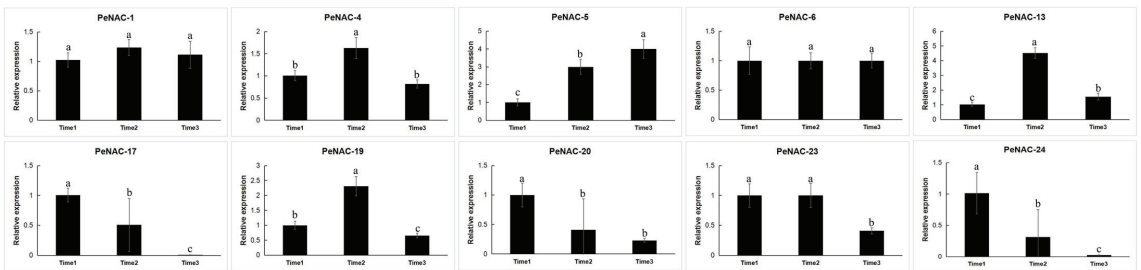 PeNAC-1
Relative expression
1.5
1
0.5
0
a
a
a
Time1
Time2
Time3
PeNAC-4
Relative expression
2
1.5
1
0.5
0
b
a
b
Time1
Time2
Time3
PeNAC-5
Relative expression
5
4
3
2
1
0
c
b
a
Time1
Time2
Time3
PeNAC-6
Relative expression
1.5
1
0.5
0
a
a
a
Time1
Time2
Time3
PeNAC-13
Relative expression
6
5
4
3
2
1
0
c
a
b
Time1
Time2
Time3
PeNAC-17
Relative expression
1.5
1
0.5
0
a
b
c
Time1
Time2
Time3
PeNAC-19
Relative expression
3
2.5
2
1.5
1
0.5
0
b
a
c
Time1
Time2
Time3
PeNAC-20
Relative expression
1.5
1
0.5
0
a
b
b
Time1
Time2
Time3
PeNAC-23
Relative expression
1.5
1
0.5
0
a
a
b
Time1
Time2
Time3
PeNAC-24
Relative expression
1.5
1
0.5
0
a
b
c
Time1
Time2
Time3